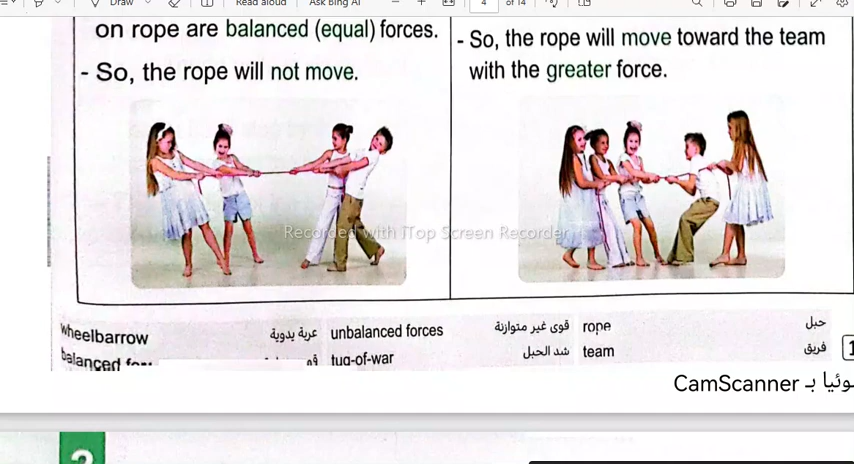 Draw
Read aloud
Ask Bing AI
4
of 14
on rope are balanced (equal) forces.
- So, the rope will not move.
- So, the rope will move toward the team
with the greater force.
Recorded with iTop Screen Recorder
wheelbarrow عربة يدوية unbalanced forces قوى غير متوازنة rope حبل
balanced tug-of-war شد الحبل team فريق
1
CamScanner بـ
2